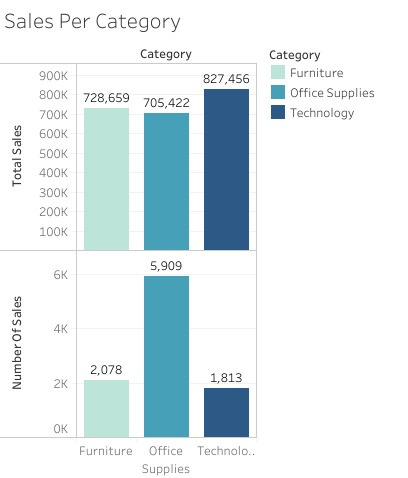 Sales Per Category
Category
Category
Furniture
Office Supplies
Technology
Total Sales
900K
800K
700K
600K
500K
400K
300K
200K
100K
728,659
705,422
827,456
Number Of Sales
6K
4K
2K
0K
2,078
5,909
1,813
Furniture
Office
Supplies
Technolo..